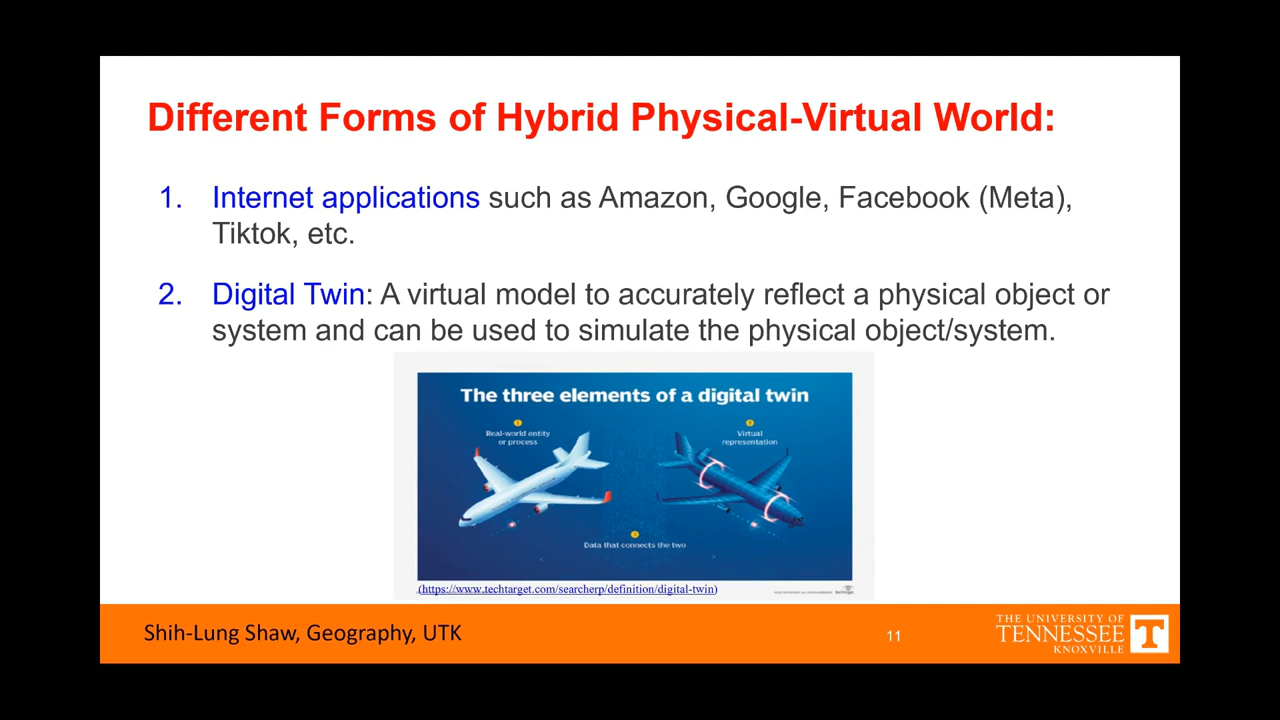 Different Forms of Hybrid Physical-Virtual World:
1. Internet applications such as Amazon, Google, Facebook (Meta),
Tiktok, etc.
2. Digital Twin: A virtual model to accurately reflect a physical object or
system and can be used to simulate the physical object/system.
The three elements of a digital twin
Real-world entity
or process
Virtual
representation
Data that connects the two
(https://www.techtarget.com/searcherp/definition/digital-twin)
TechTarget
Shih-Lung Shaw, Geography, UTK
11
THE UNIVERSITY OF
TENNESSEE
KNOXVILLE
T